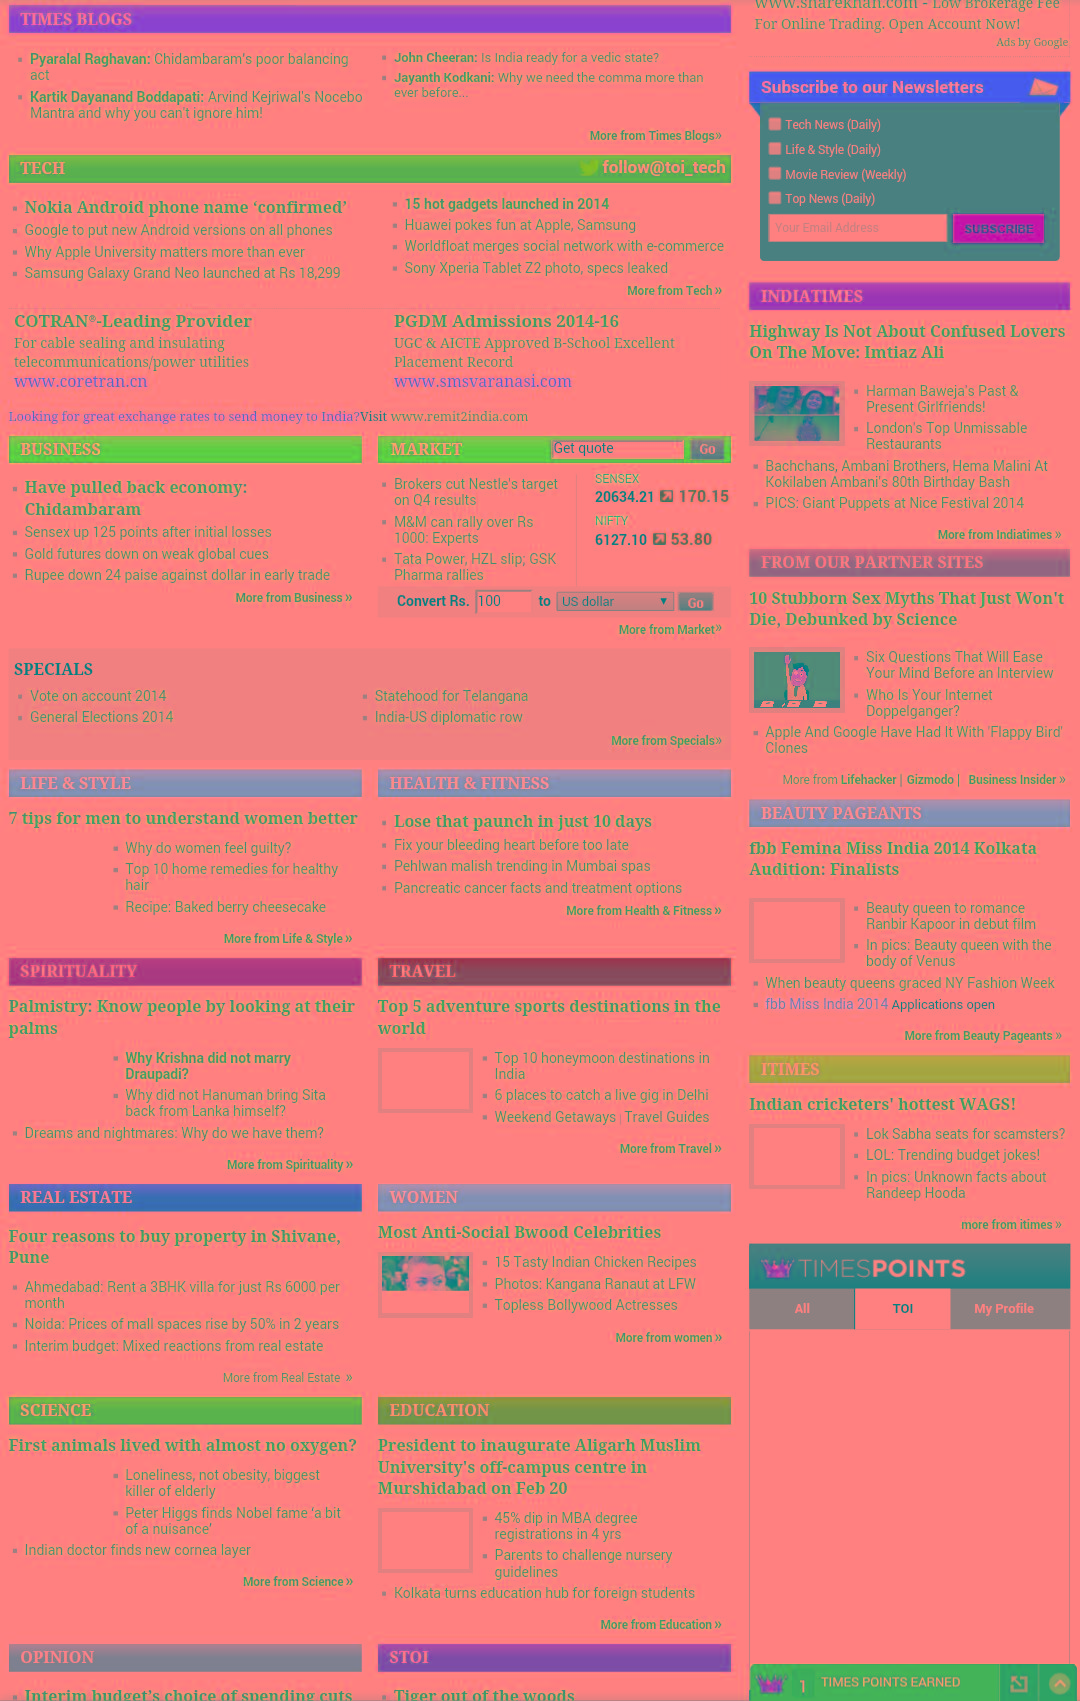 www.sharekhan.com - Low Brokerage Fee
For Online Trading. Open Account Now!
Ads by Google
TIMES BLOGS
Pyaralal Raghavan: Chidambaram's poor balancing
act
Kartik Dayanand Boddapati: Arvind Kejriwal's Nocebo
Mantra and why you can't ignore him!
John Cheeran: Is India ready for a vedic state?
Jayanth Kodkani: Why we need the comma more than
ever before...
More from Times Blogs»
TECH
follow@toi_tech
Nokia Android phone name ‘confirmed’
Google to put new Android versions on all phones
Why Apple University matters more than ever
Samsung Galaxy Grand Neo launched at Rs 18,299
15 hot gadgets launched in 2014
Huawei pokes fun at Apple, Samsung
Worldfloat merges social network with e-commerce
Sony Xperia Tablet Z2 photo, specs leaked
More from Tech »
COTRAN®-Leading Provider
For cable sealing and insulating
telecommunications/power utilities
www.coretran.cn
PGDM Admissions 2014-16
UGC & AICTE Approved B-School Excellent
Placement Record
www.smsvaranasi.com
Looking for great exchange rates to send money to India?Visit www.remit2india.com
BUSINESS
Have pulled back economy:
Chidambaram
Sensex up 125 points after initial losses
Gold futures down on weak global cues
Rupee down 24 paise against dollar in early trade
More from Business »
MARKET
Get quote
Go
Brokers cut Nestle's target
on Q4 results
M&M can rally over Rs
1000: Experts
Tata Power, HZL slip; GSK
Pharma rallies
SENSEX
20634.21 170.15
NIFTY
6127.10 53.80
Convert Rs. 100 to US dollar ▼ Go
More from Market»
SPECIALS
Vote on account 2014
General Elections 2014
Statehood for Telangana
India-US diplomatic row
More from Specials»
LIFE & STYLE
7 tips for men to understand women better
Why do women feel guilty?
Top 10 home remedies for healthy
hair
Recipe: Baked berry cheesecake
More from Life & Style »
HEALTH & FITNESS
Lose that paunch in just 10 days
Fix your bleeding heart before too late
Pehlwan malish trending in Mumbai spas
Pancreatic cancer facts and treatment options
More from Health & Fitness »
SPIRITUALITY
Palmistry: Know people by looking at their
palms
Why Krishna did not marry
Draupadi?
Why did not Hanuman bring Sita
back from Lanka himself?
Dreams and nightmares: Why do we have them?
More from Spirituality »
TRAVEL
Top 5 adventure sports destinations in the
world
Top 10 honeymoon destinations in
India
6 places to catch a live gig in Delhi
Weekend Getaways | Travel Guides
More from Travel »
REAL ESTATE
Four reasons to buy property in Shivane,
Pune
Ahmedabad: Rent a 3BHK villa for just Rs 6000 per
month
Noida: Prices of mall spaces rise by 50% in 2 years
Interim budget: Mixed reactions from real estate
More from Real Estate »
WOMEN
Most Anti-Social Bwood Celebrities
15 Tasty Indian Chicken Recipes
Photos: Kangana Ranaut at LFW
Topless Bollywood Actresses
More from women »
SCIENCE
First animals lived with almost no oxygen?
Loneliness, not obesity, biggest
killer of elderly
Peter Higgs finds Nobel fame 'a bit
of a nuisance'
Indian doctor finds new cornea layer
More from Science »
EDUCATION
President to inaugurate Aligarh Muslim
University's off-campus centre in
Murshidabad on Feb 20
45% dip in MBA degree
registrations in 4 yrs
Parents to challenge nursery
guidelines
Kolkata turns education hub for foreign students
More from Education »
OPINION
Interim budget's choice of spending cuts
STOI
Tiger out of the woods
Subscribe to our Newsletters
Tech News (Daily)
Life & Style (Daily)
Movie Review (Weekly)
Top News (Daily)
Your Email Address
SUBSCRIBE
INDIATIMES
Highway Is Not About Confused Lovers
On The Move: Imtiaz Ali
Harman Baweja's Past &
Present Girlfriends!
London's Top Unmissable
Restaurants
Bachchans, Ambani Brothers, Hema Malini At
Kokilaben Ambani's 80th Birthday Bash
PICS: Giant Puppets at Nice Festival 2014
More from Indiatimes »
FROM OUR PARTNER SITES
10 Stubborn Sex Myths That Just Won't
Die, Debunked by Science
Six Questions That Will Ease
Your Mind Before an Interview
Who Is Your Internet
Doppelganger?
Apple And Google Have Had It With 'Flappy Bird'
Clones
More from Lifehacker | Gizmodo | Business Insider »
BEAUTY PAGEANTS
fbb Femina Miss India 2014 Kolkata
Audition: Finalists
Beauty queen to romance
Ranbir Kapoor in debut film
In pics: Beauty queen with the
body of Venus
When beauty queens graced NY Fashion Week
fbb Miss India 2014 Applications open
More from Beauty Pageants »
ITIMES
Indian cricketers' hottest WAGS!
Lok Sabha seats for scamsters?
LOL: Trending budget jokes!
In pics: Unknown facts about
Randeep Hooda
more from itimes »
TIMESPOINTS
All TOI My Profile
1 TIMES POINTS EARNED